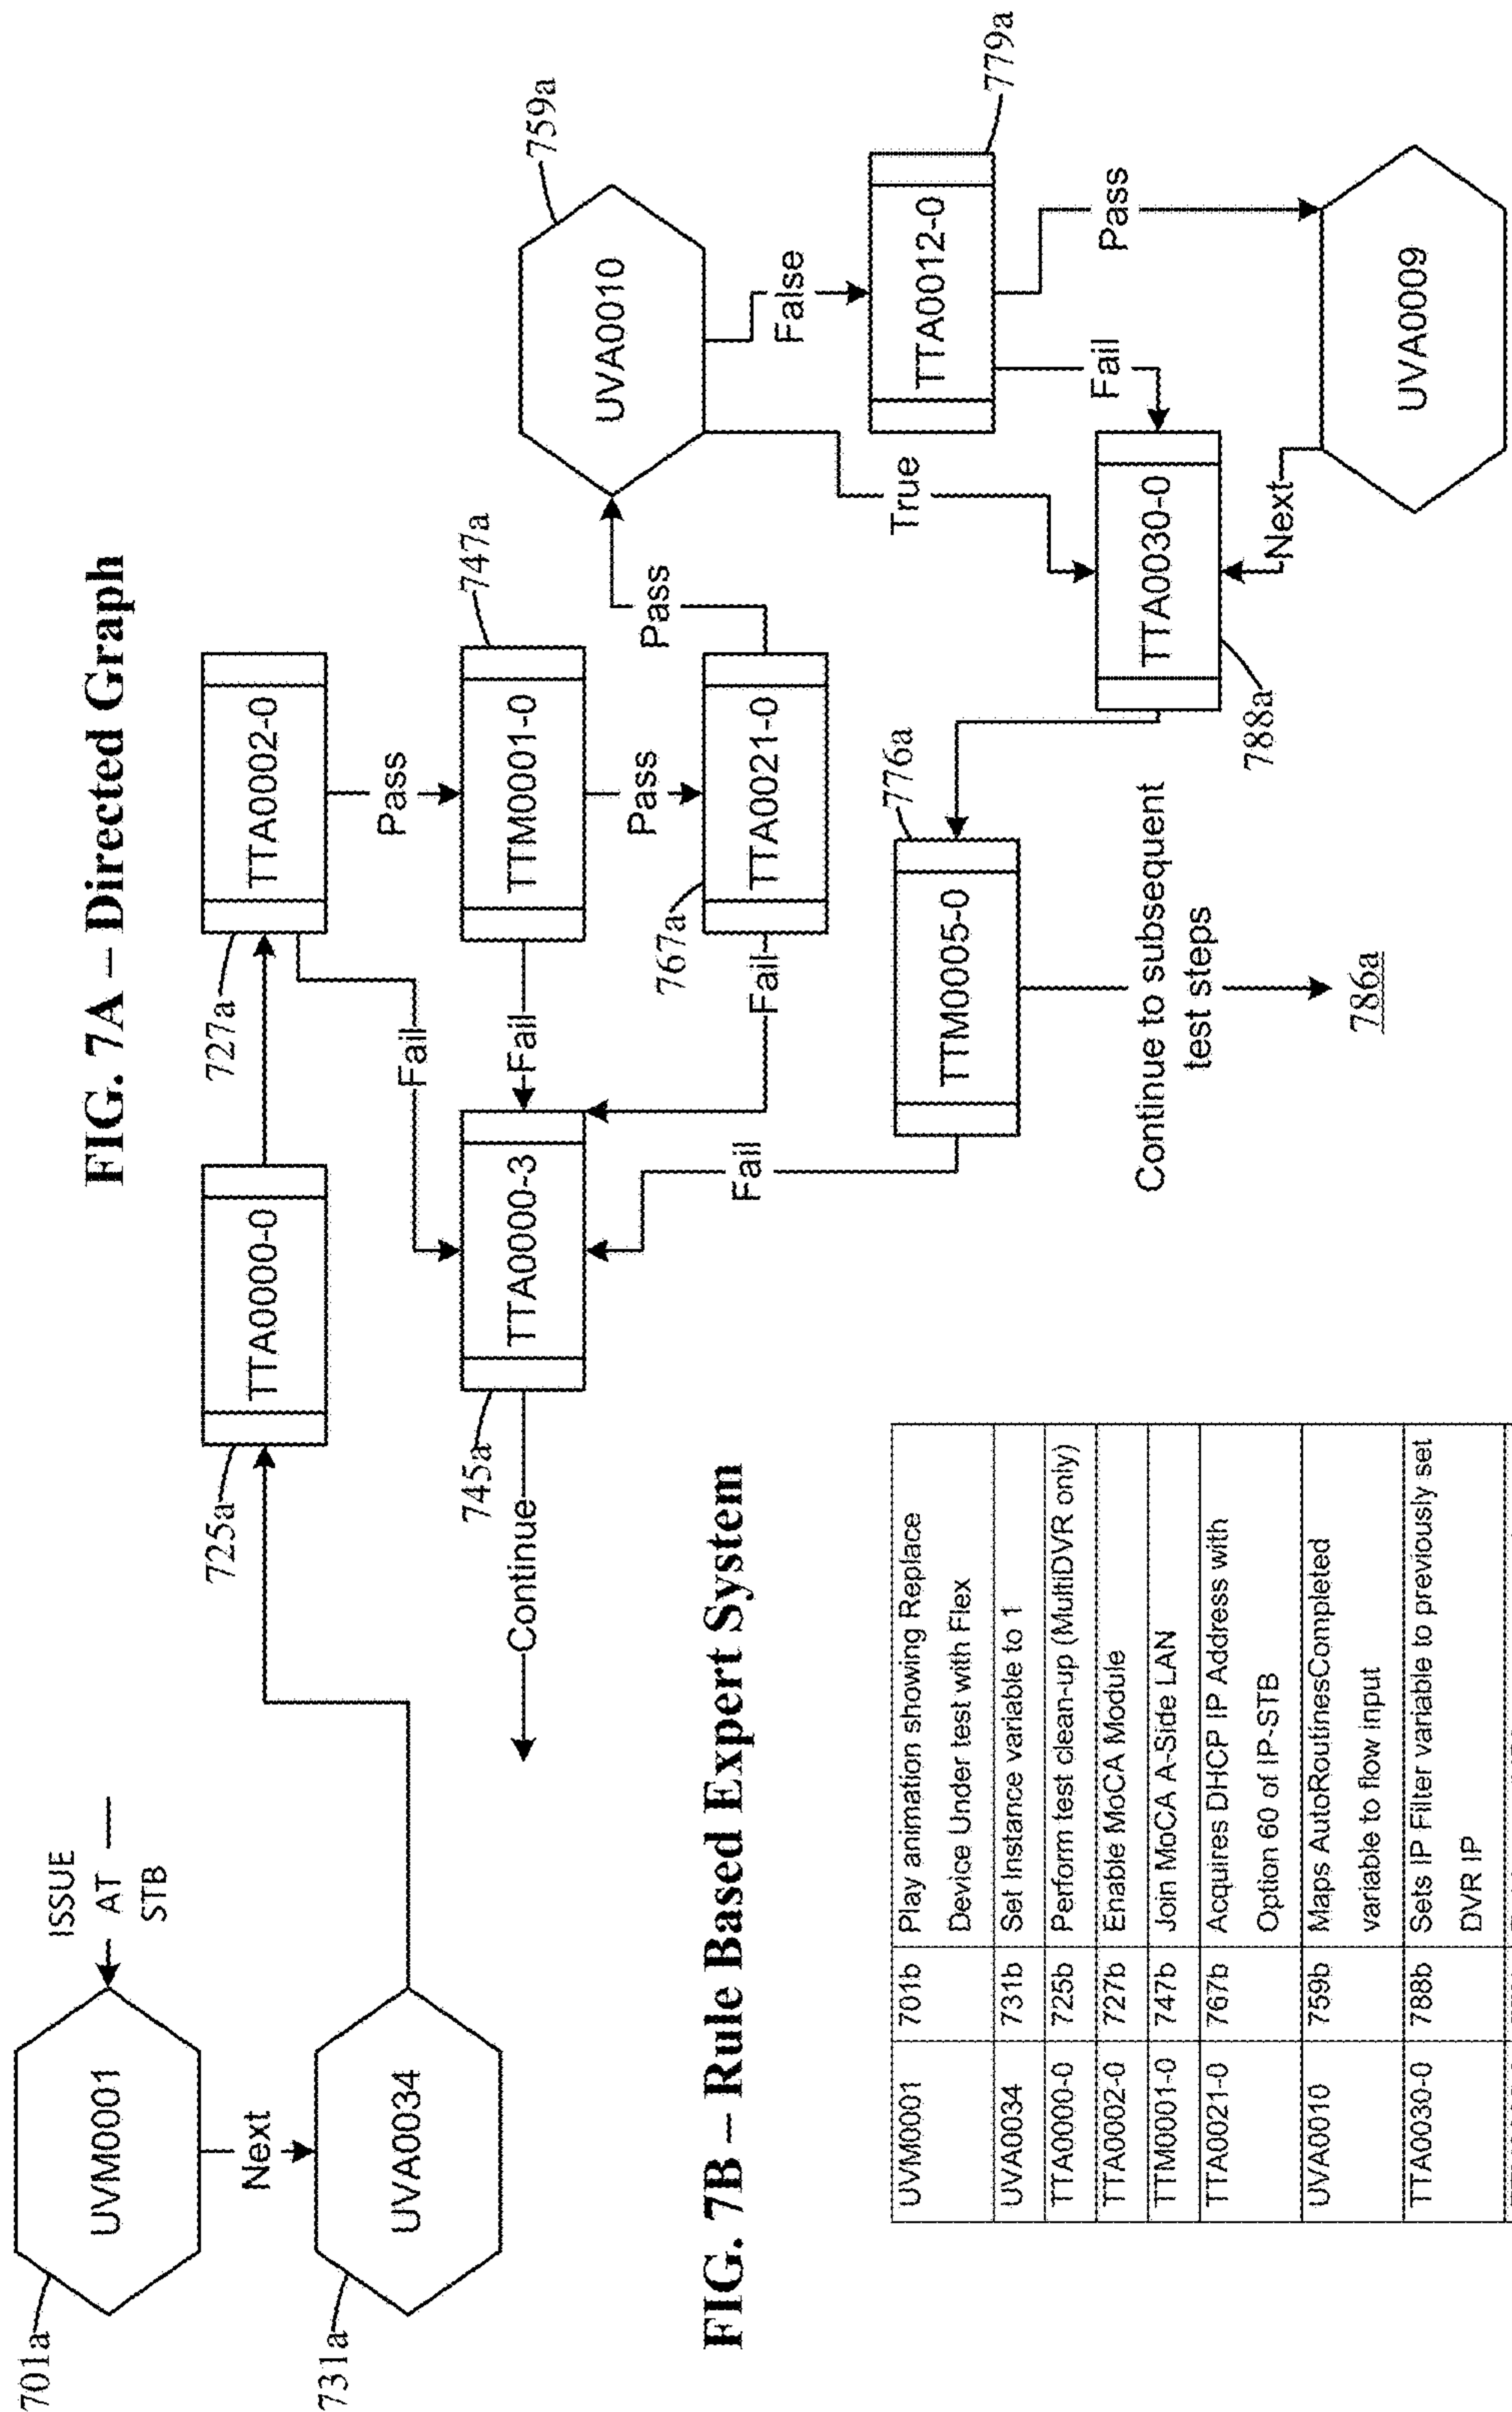 FIG. 7A – Directed Graph
ISSUE
AT
STB
701a
UVM0001
Next
731a
UVA0034
725a
TTA0000-0
727a
TTA0002-0
Pass
Fail
747a
TTM0001-0
Fail
Pass
745a
TTA0000-3
Continue
767a
TTA0021-0
Fail
Pass
759a
UVA0010
True
False
779a
TTA0012-0
Fail
Pass
TTA0030-0
788a
Next
UVA0009
776a
TTM0005-0
Fail
Continue to subsequent
test steps
786a
FIG. 7B – Rule Based Expert System
UVM0001 701b Play animation showing Replace
Device Under test with Flex
UVA0034 731b Set Instance variable to 1
TTA0000-0 725b Perform test clean-up (MultiDVR only)
TTA0002-0 727b Enable MoCA Module
TTM0001-0 747b Join MoCA A-Side LAN
TTA0021-0 767b Acquires DHCP IP Address with
Option 60 of IP-STB
UVA0010 759b Maps AutoRoutinesCompleted
variable to flow input
TTA0030-0 788b Sets IP Filter variable to previously set
DVR IP